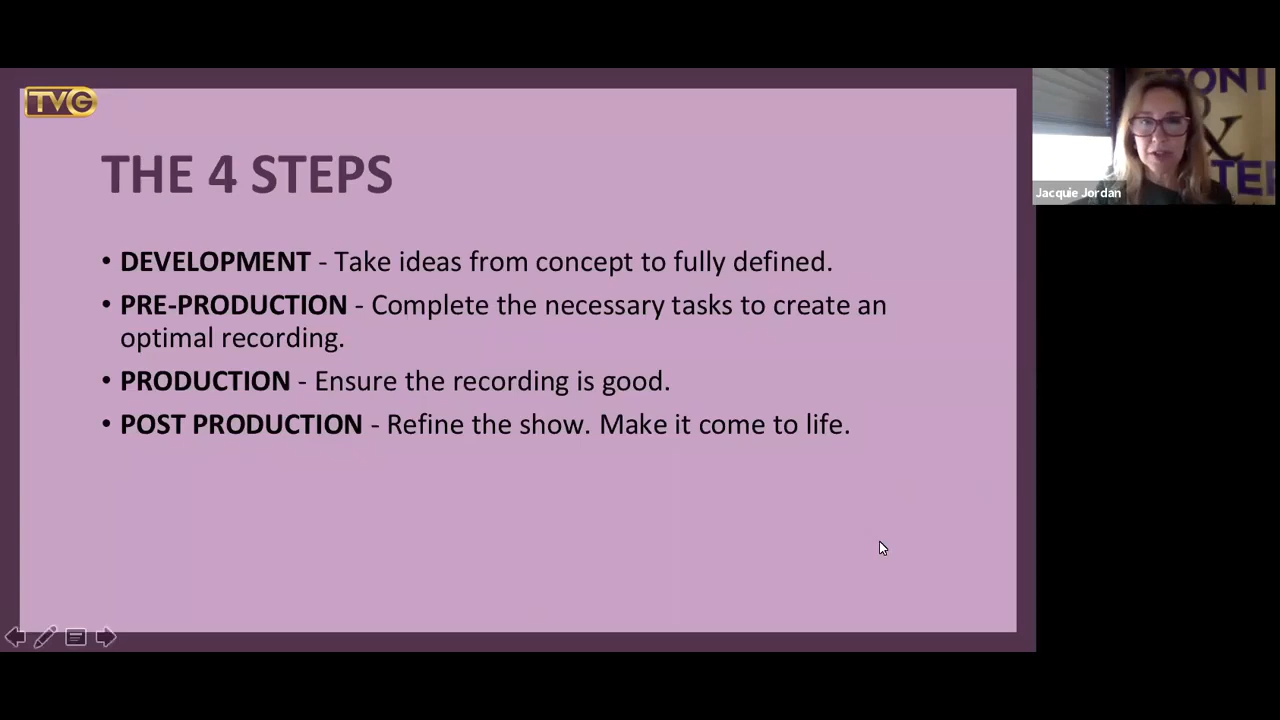 TVG
THE 4 STEPS
• DEVELOPMENT - Take ideas from concept to fully defined.
• PRE-PRODUCTION - Complete the necessary tasks to create an
optimal recording.
• PRODUCTION - Ensure the recording is good.
• POST PRODUCTION - Refine the show. Make it come to life.
&
Jacquie Jordan